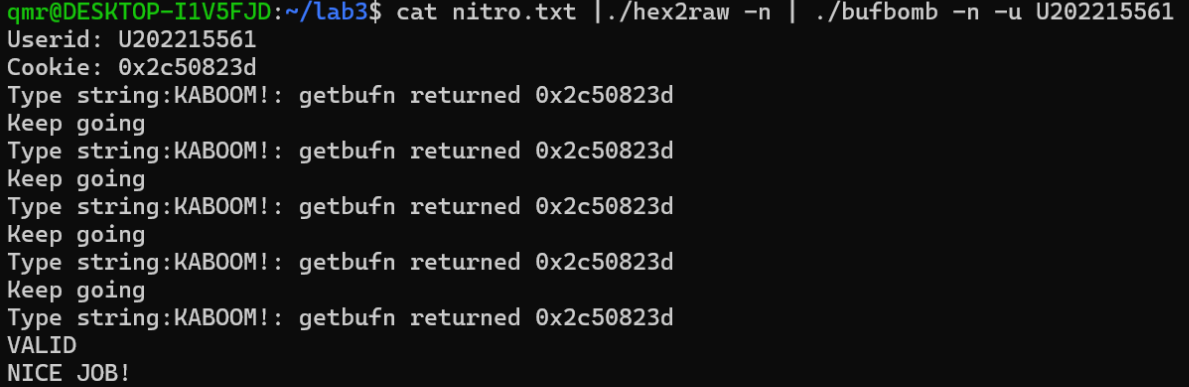 qmr@DESKTOP-I1V5FJD:~/lab3$ cat nitro.txt |./hex2raw -n | ./bufbomb -n -u U202215561
Userid: U202215561
Cookie: 0x2c50823d
Type string:KABOOM!: getbufn returned 0x2c50823d
Keep going
Type string:KABOOM!: getbufn returned 0x2c50823d
Keep going
Type string:KABOOM!: getbufn returned 0x2c50823d
Keep going
Type string:KABOOM!: getbufn returned 0x2c50823d
Keep going
Type string:KABOOM!: getbufn returned 0x2c50823d
VALID
NICE JOB!